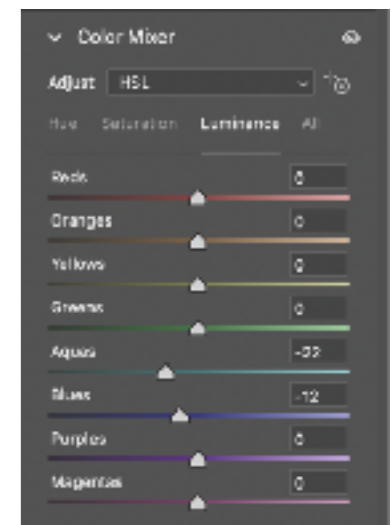 Color Mixer
Adjust HSL
Hue Saturation Luminance All
Reds 0
Oranges 0
Yellows 0
Greens 0
Aquas -22
Blues -12
Purples 0
Magentas 0